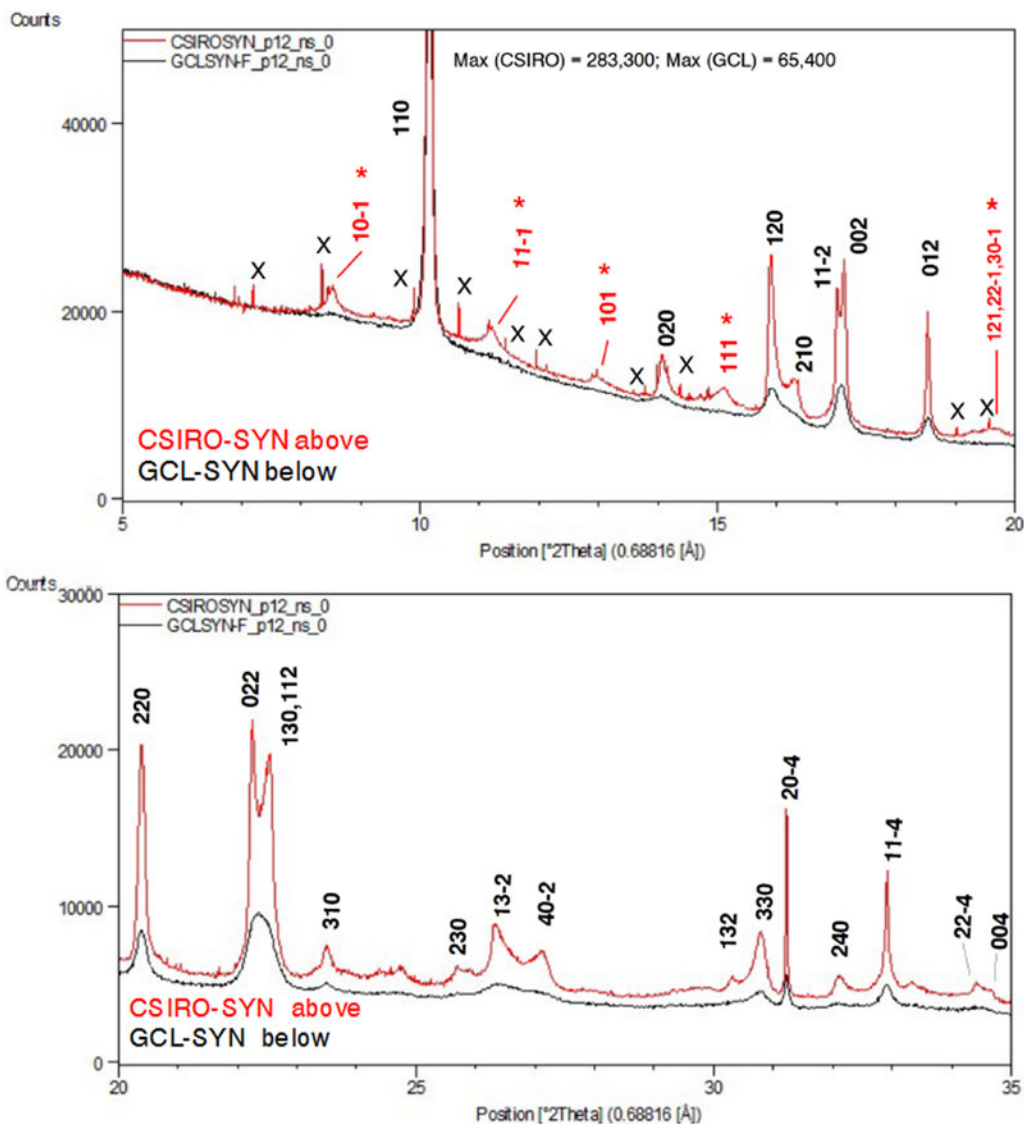 Counts
CSIROSYN_p12_ns_0
GCLSYN-F_p12_ns_0
Max (CSIRO) = 283,300; Max (GCL) = 65,400
40000
20000
0
110
X
X
10-1 *
X
X
11-1 *
X
X
101 *
X
020
X
111 *
120
210
11-2
002
012
X
X
121,22-1,30-1 *
CSIRO-SYN above
GCL-SYN below
5
10
15
20
Position [°2Theta] (0.68816 [Å])
Counts
CSIROSYN_p12_ns_0
GCLSYN-F_p12_ns_0
30000
20000
10000
0
220
022
130,112
310
230
13-2
40-2
132
330
20-4
240
11-4
22-4
004
CSIRO-SYN above
GCL-SYN below
20
25
30
35
Position [°2Theta] (0.68816 [Å])